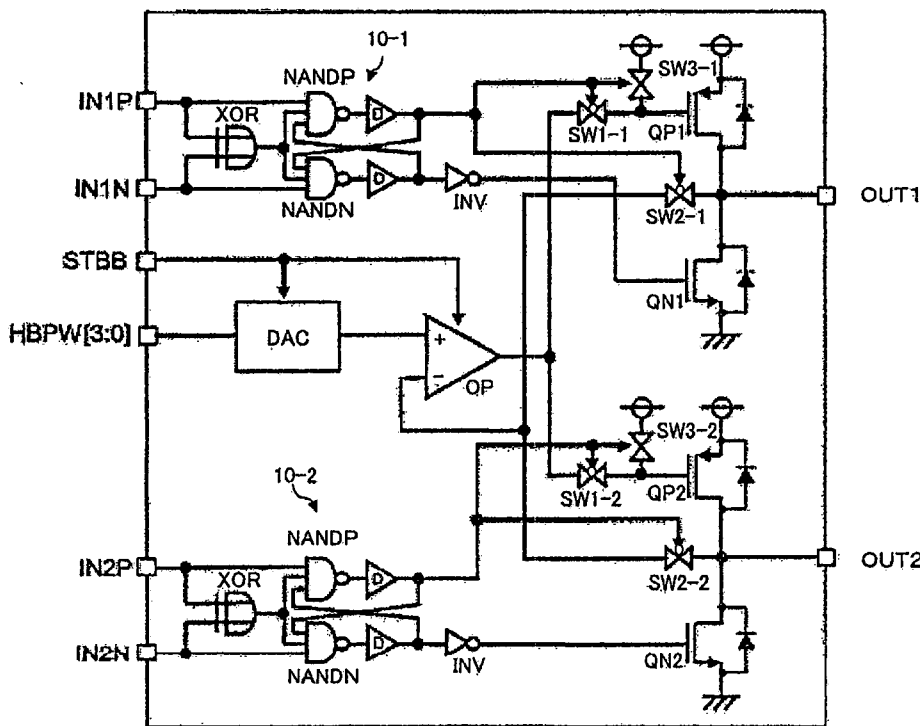 10-1
NANDP
SW3-1
IN1P
XOR
D
SW1-1
QP1
IN1N
D
NANDN
INV
SW2-1
OUT1
STBB
QN1
HBPW[3:0]
DAC
+
−
OP
SW3-2
10-2
SW1-2
QP2
NANDP
IN2P
XOR
D
SW2-2
OUT2
D
IN2N
NANDN
INV
QN2